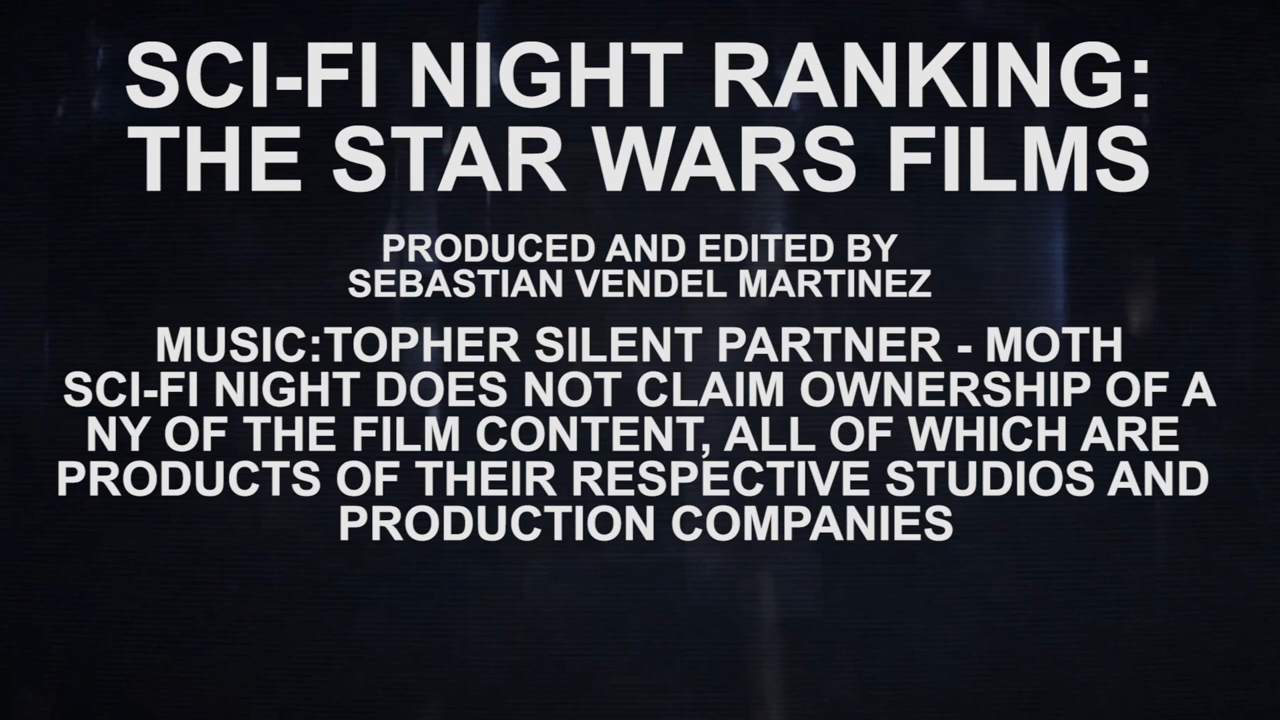 SCI-FI NIGHT RANKING:
THE STAR WARS FILMS
PRODUCED AND EDITED BY
SEBASTIAN VENDEL MARTINEZ
MUSIC:TOPHER SILENT PARTNER - MOTH
SCI-FI NIGHT DOES NOT CLAIM OWNERSHIP OF A
NY OF THE FILM CONTENT, ALL OF WHICH ARE
PRODUCTS OF THEIR RESPECTIVE STUDIOS AND
PRODUCTION COMPANIES